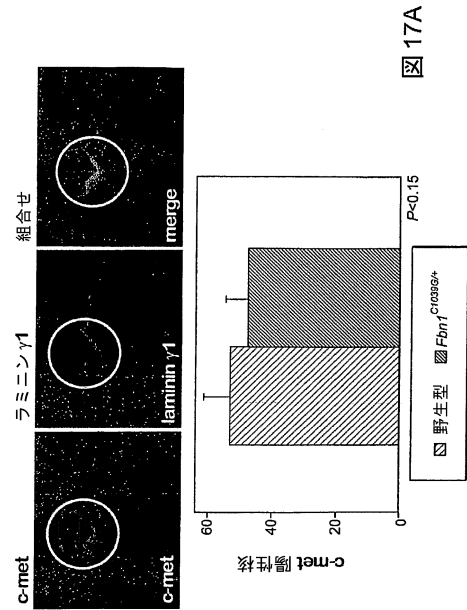 c-met
ラミニンγ1
組合せ
c-met
laminin γ1
merge
c-met 陽性核
60
40
20
0
P<0.15
野生型
Fbn1C1039G/+
図 17A